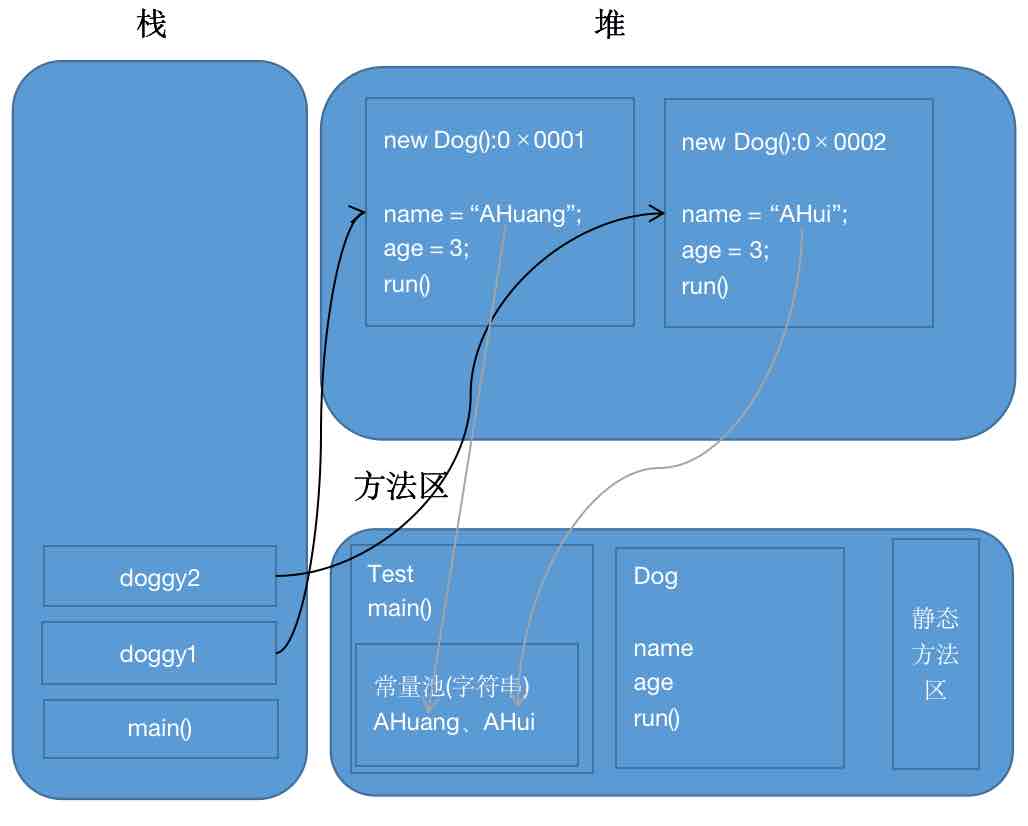 栈
堆
new Dog():0×0001
name = “AHuang”;
age = 3;
run()
new Dog():0×0002
name = “AHui”;
age = 3;
run()
方法区
doggy2
doggy1
main()
Test
main()
常量池(字符串)
AHuang、AHui
Dog
name
age
run()
静态
方法
区